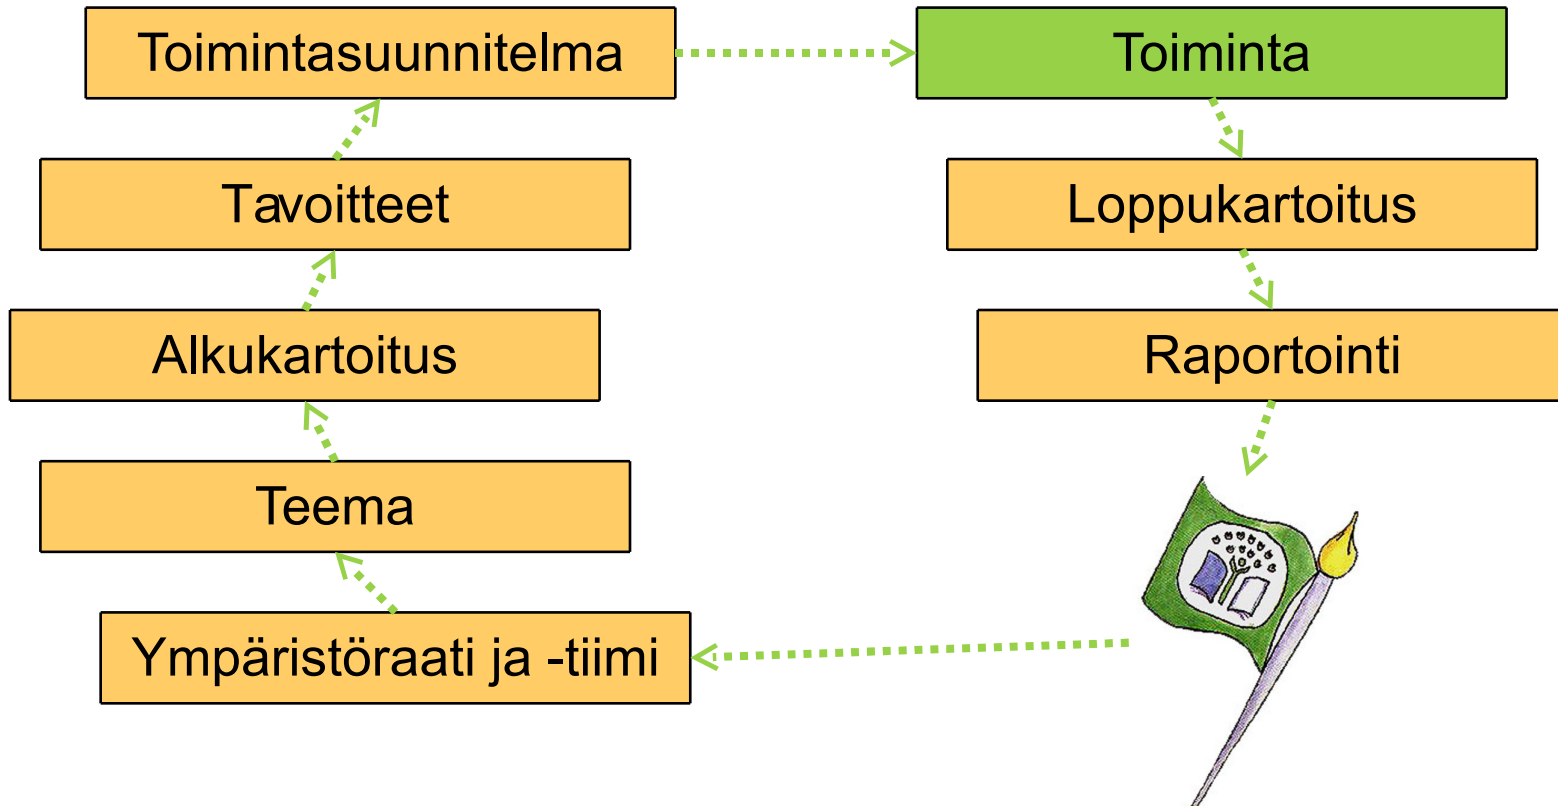 Toimintasuunnitelma
Toiminta
Tavoitteet
Loppukartoitus
Alkukartoitus
Raportointi
Teema
Ympäristöraati ja -tiimi